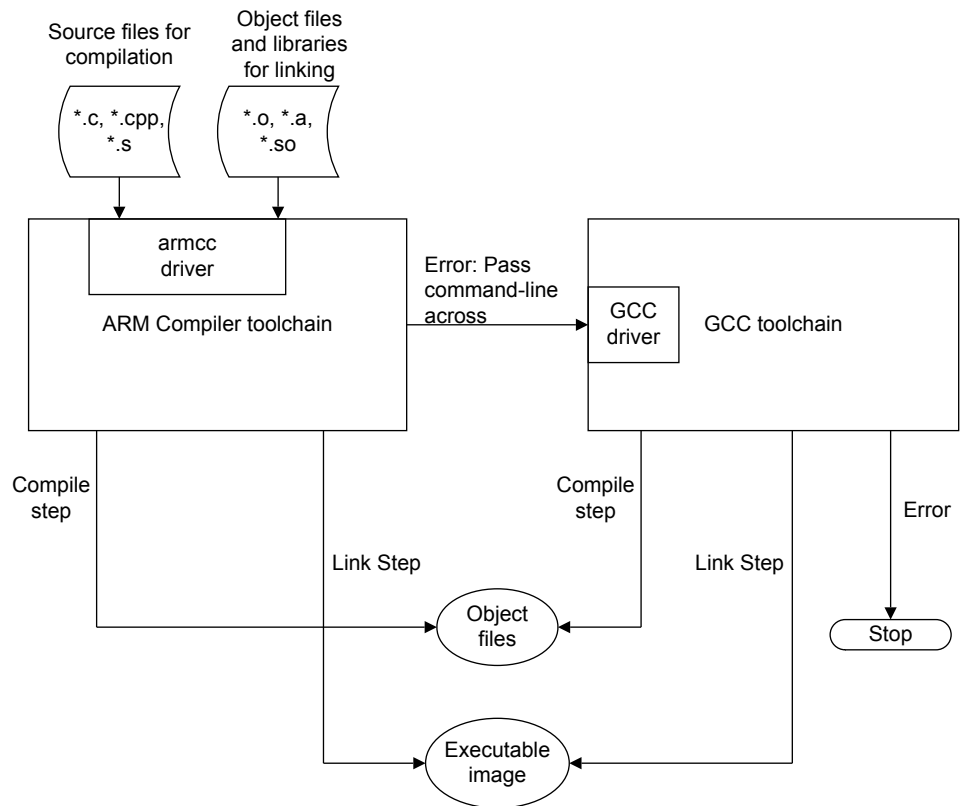 Source files for
compilation
Object files
and libraries
for linking
*.c, *.cpp,
*.s
*.o, *.a,
*.so
armcc
driver
ARM Compiler toolchain
Error: Pass
command-line
across
GCC
driver
GCC toolchain
Compile
step
Link Step
Compile
step
Link Step
Error
Object
files
Stop
Executable
image